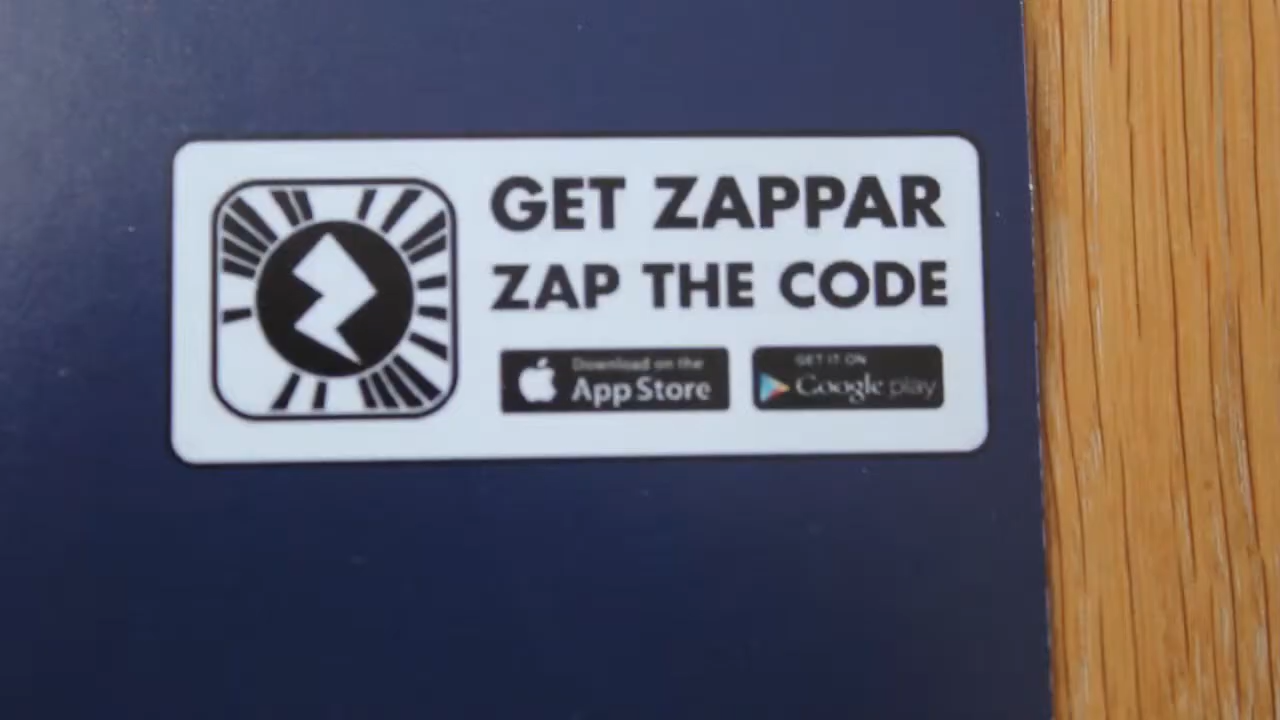 GET ZAPPAR
ZAP THE CODE
Download on the
App Store
GET IT ON
Google play